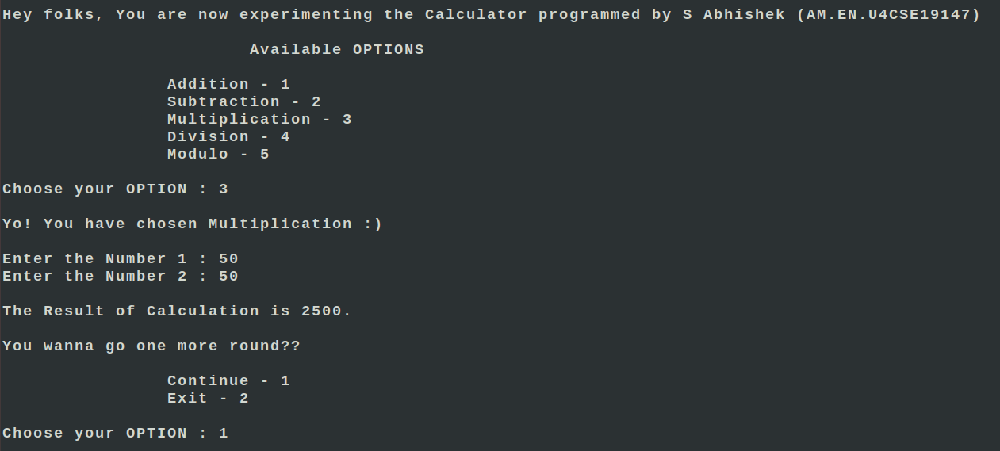 Hey folks, You are now experimenting the Calculator programmed by S Abhishek (AM.EN.U4CSE19147)
Available OPTIONS
Addition - 1
Subtraction - 2
Multiplication - 3
Division - 4
Modulo - 5
Choose your OPTION : 3
Yo! You have chosen Multiplication :)
Enter the Number 1 : 50
Enter the Number 2 : 50
The Result of Calculation is 2500.
You wanna go one more round??
Continue - 1
Exit - 2
Choose your OPTION : 1